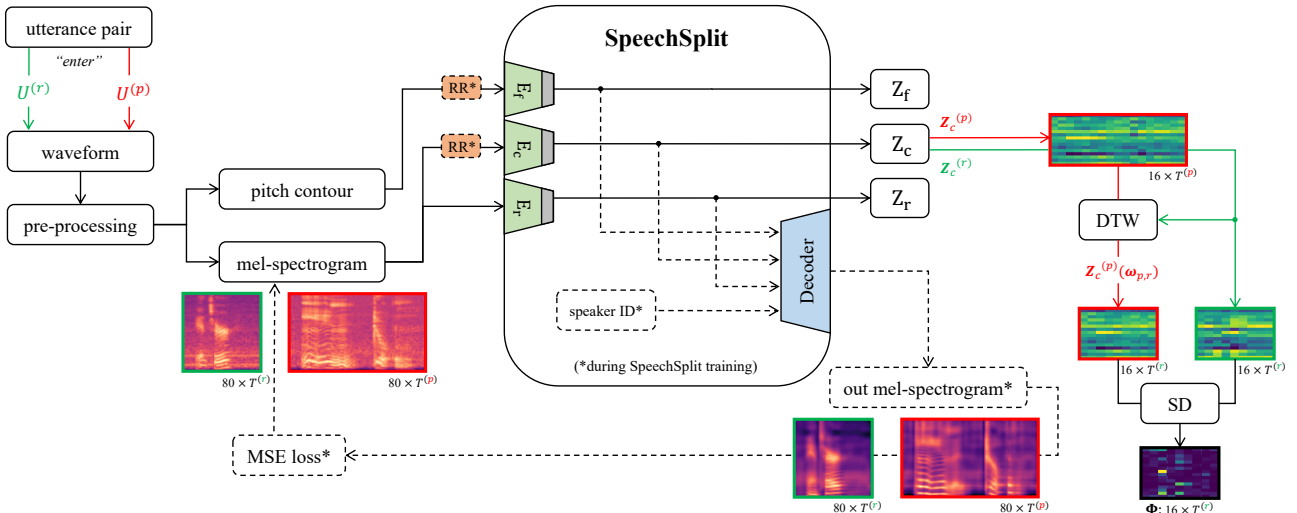 utterance pair
“enter”
U^(r)
U^(p)
waveform
pre-processing
pitch contour
mel-spectrogram
80 × T^(r)
80 × T^(p)
RR*
RR*
SpeechSplit
E_f
E_c
E_r
Decoder
speaker ID*
(*during SpeechSplit training)
Z_f
Z_c
Z_r
Z_c^(p)
Z_c^(r)
16 × T^(p)
DTW
Z_c^(p)(ω_p,r)
16 × T^(r)
16 × T^(r)
SD
Φ: 16 × T^(r)
out mel-spectrogram*
80 × T^(r)
80 × T^(p)
MSE loss*